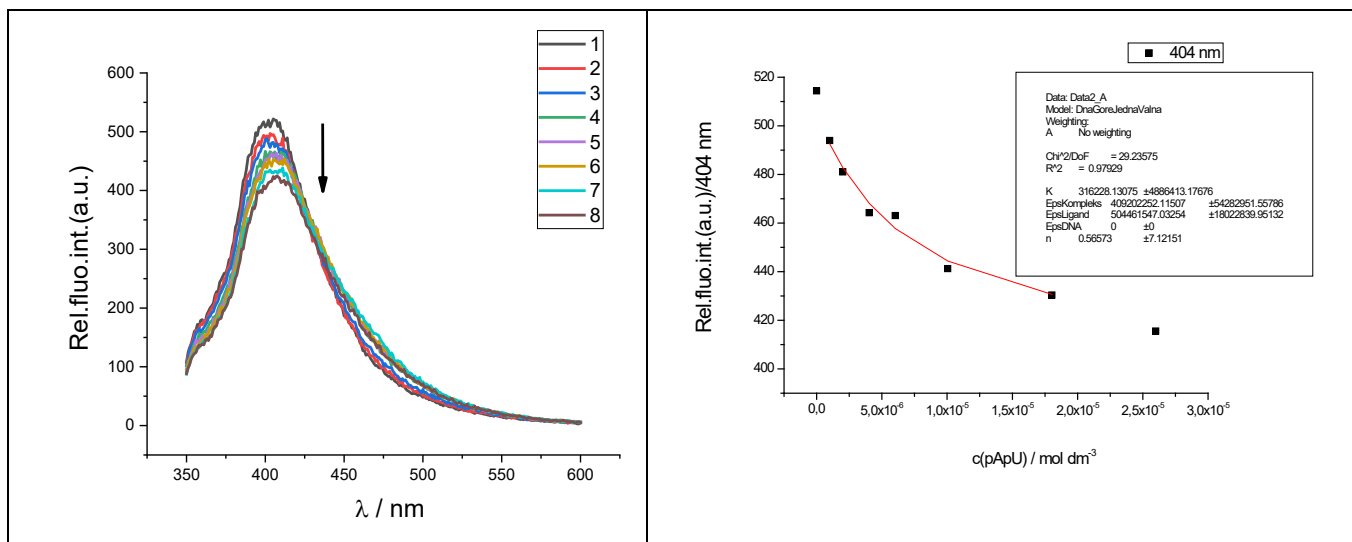 1
2
3
4
5
6
7
8
600
500
400
300
200
100
0
Rel.fluo.int.(a.u.)
350 400 450 500 550 600
λ / nm
404 nm
520
500
480
460
440
420
400
Rel.fluo.int.(a.u.)/404 nm
Data: Data2_A
Model: DnaGoreJednaValna
Weighting:
A No weighting
Chi^2/DoF = 29.23575
R^2 = 0.97929
K 316228.13075 ±4886413.17676
EpsKompleks 409202252.11507 ±54282951.55786
EpsLigand 504461547.03254 ±18022839.95132
EpsDNA 0 ±0
n 0.56573 ±7.12151
0,0 5,0x10⁻⁶ 1,0x10⁻⁵ 1,5x10⁻⁵ 2,0x10⁻⁵ 2,5x10⁻⁵ 3,0x10⁻⁵
c(pApU) / mol dm⁻³